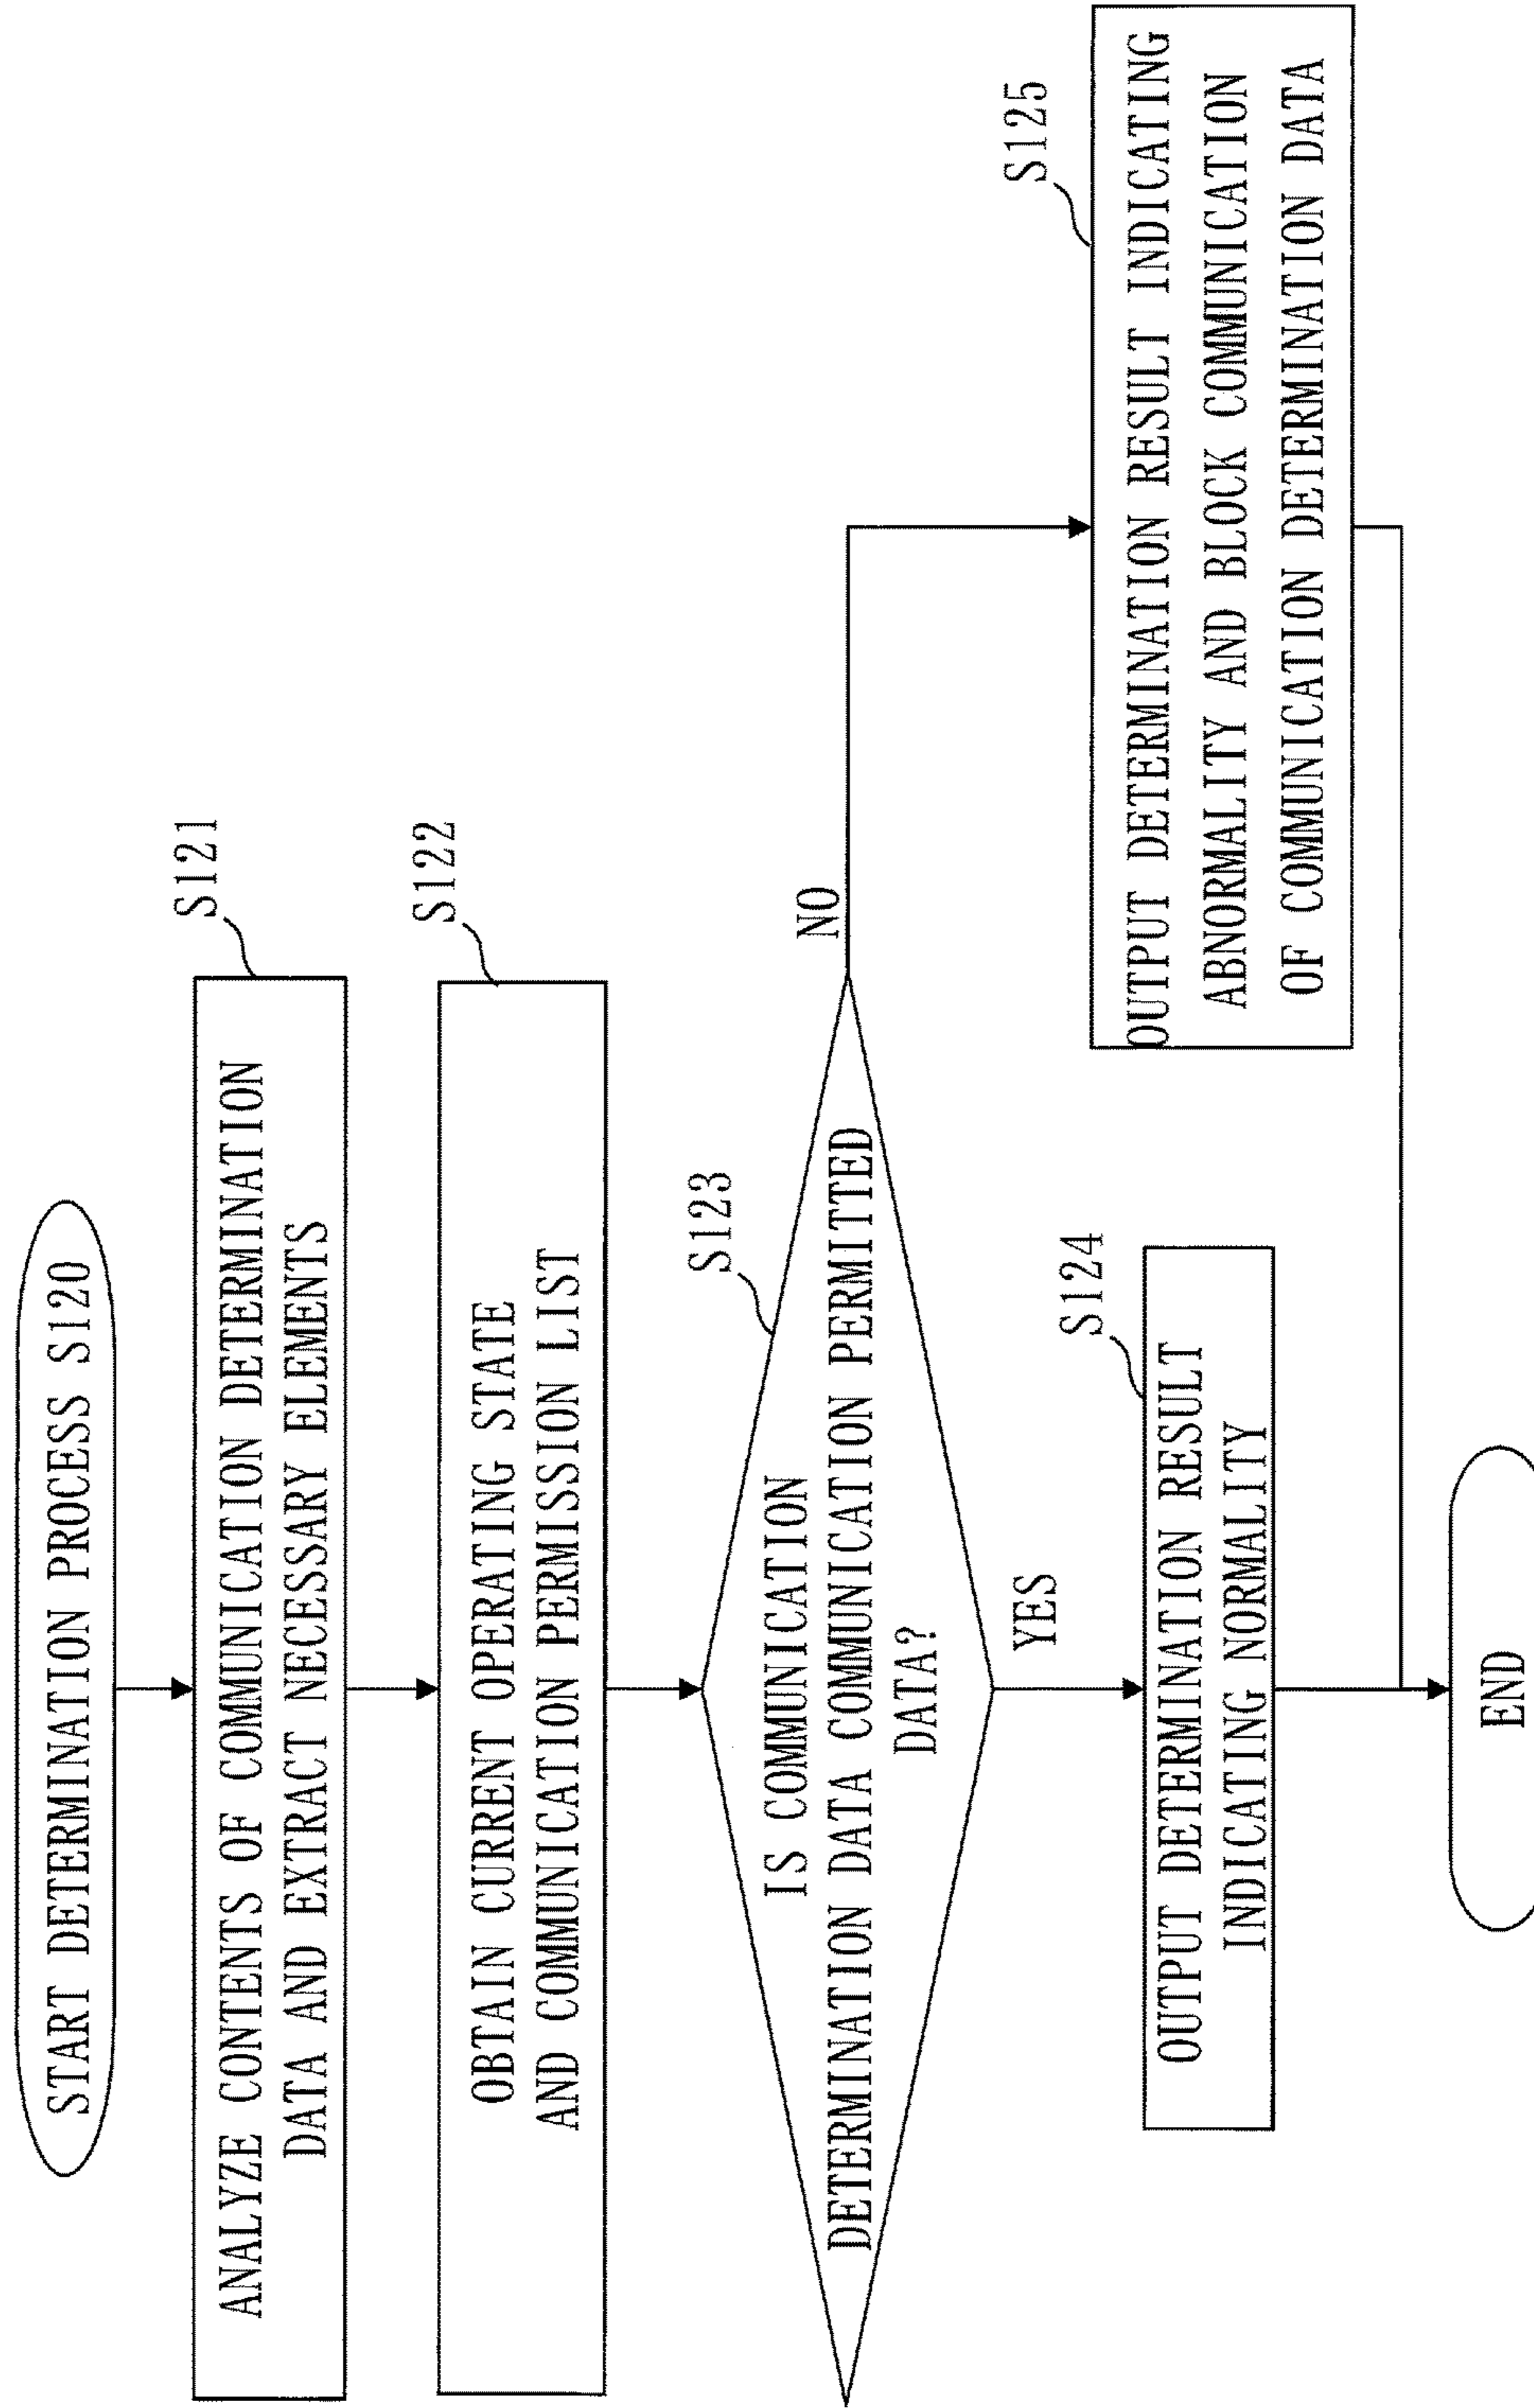 START DETERMINATION PROCESS S120
S121
ANALYZE CONTENTS OF COMMUNICATION DETERMINATION
DATA AND EXTRACT NECESSARY ELEMENTS
S122
OBTAIN CURRENT OPERATING STATE
AND COMMUNICATION PERMISSION LIST
S123
IS COMMUNICATION
DETERMINATION DATA COMMUNICATION PERMITTED
DATA?
NO
YES
S124
OUTPUT DETERMINATION RESULT
INDICATING NORMALITY
S125
OUTPUT DETERMINATION RESULT INDICATING
ABNORMALITY AND BLOCK COMMUNICATION
OF COMMUNICATION DETERMINATION DATA
END